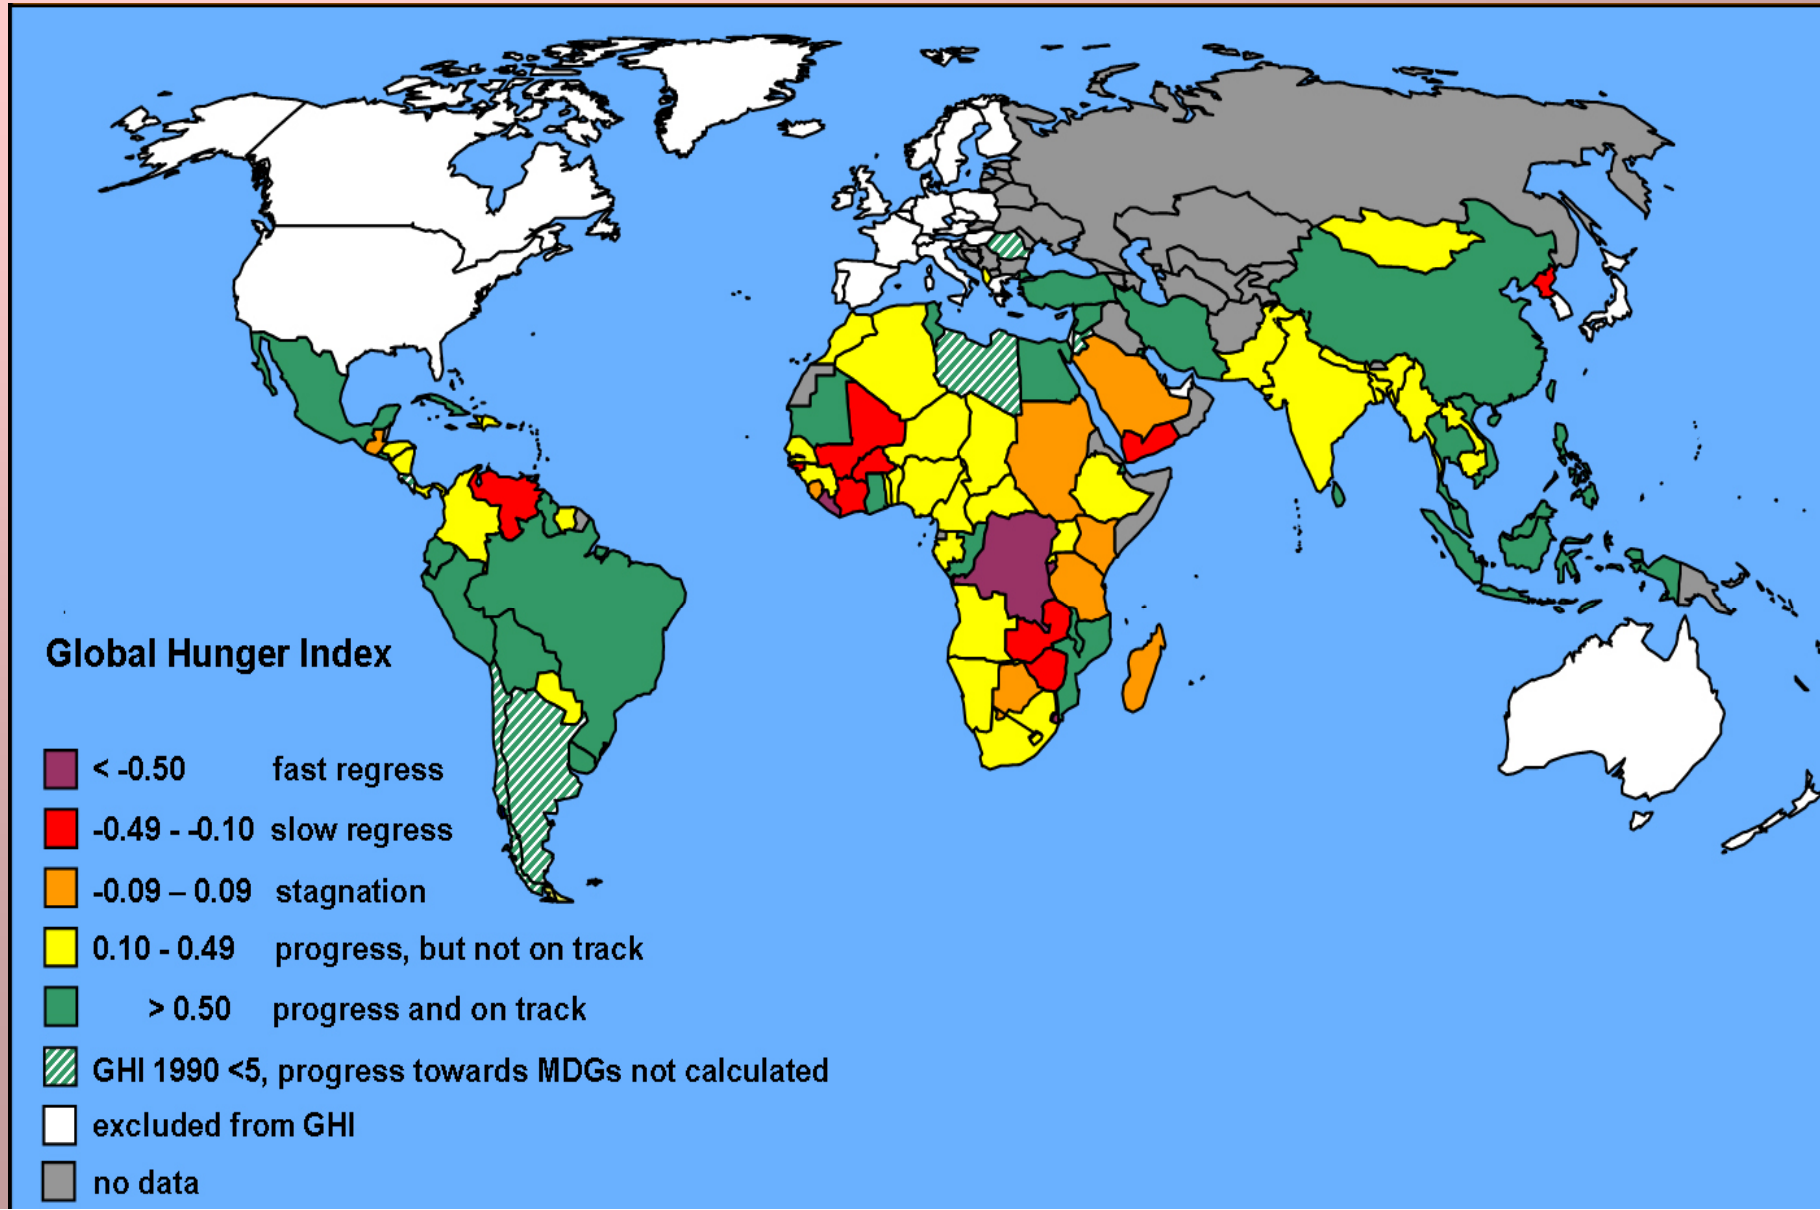 Global Hunger Index
< -0.50 fast regress
-0.49 - -0.10 slow regress
-0.09 – 0.09 stagnation
0.10 - 0.49 progress, but not on track
> 0.50 progress and on track
GHI 1990 <5, progress towards MDGs not calculated
excluded from GHI
no data